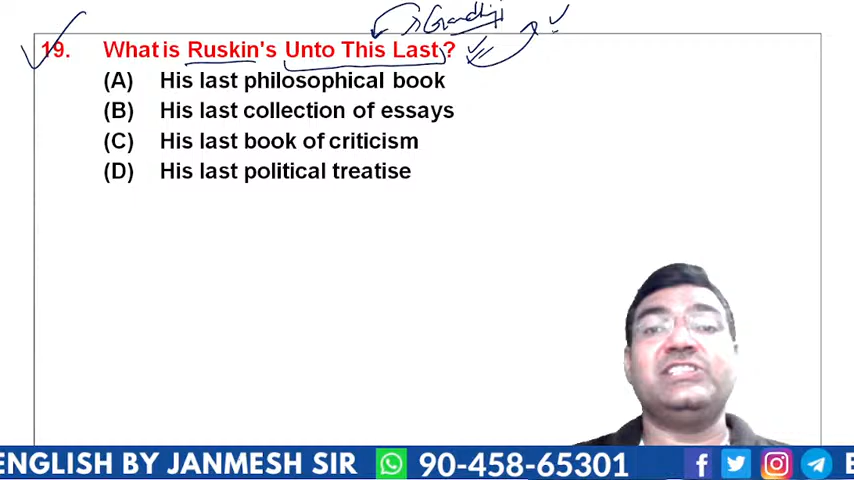 Gandhiji
19. What is Ruskin's Unto This Last?
(A) His last philosophical book
(B) His last collection of essays
(C) His last book of criticism
(D) His last political treatise
ENGLISH BY JANMESH SIR 90-458-65301 E